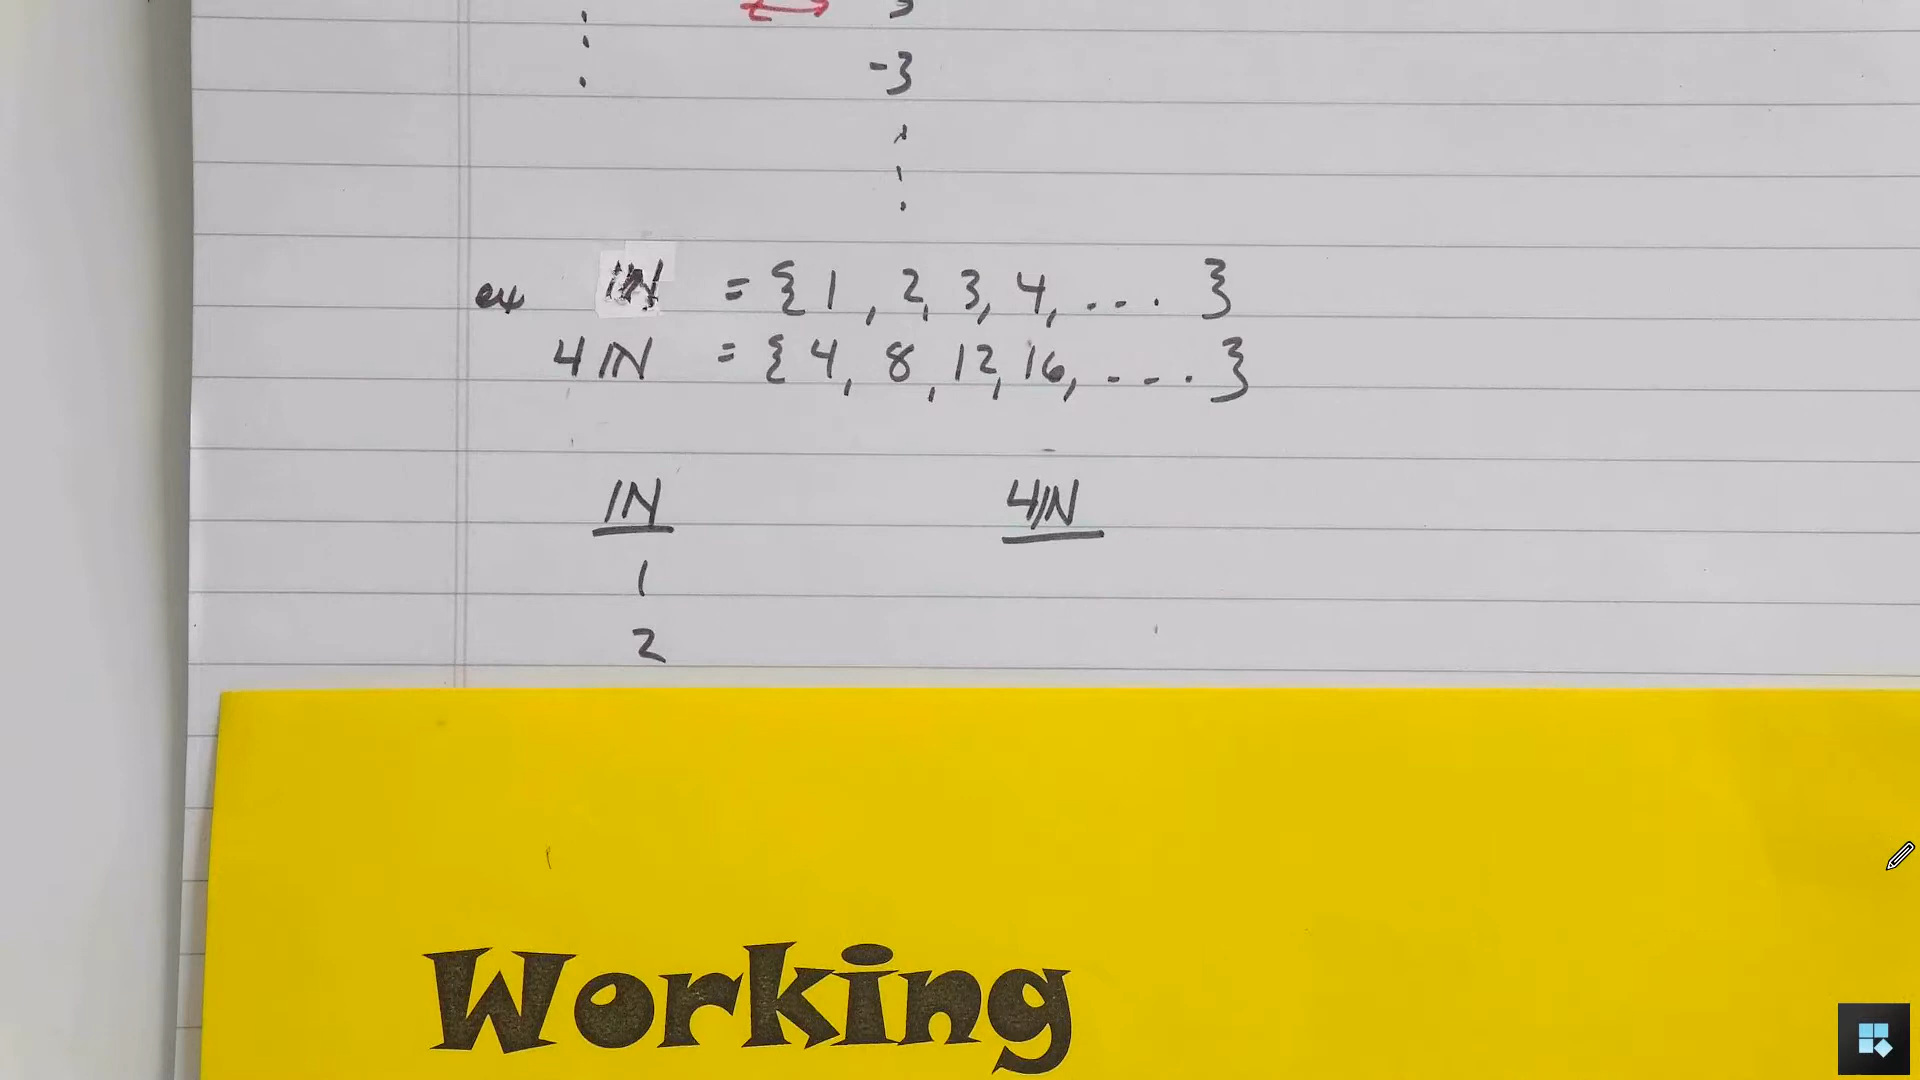 -3
ex ℕ = {1, 2, 3, 4, ... }
4ℕ = {4, 8, 12, 16, ... }
ℕ 4ℕ
1
2
Working